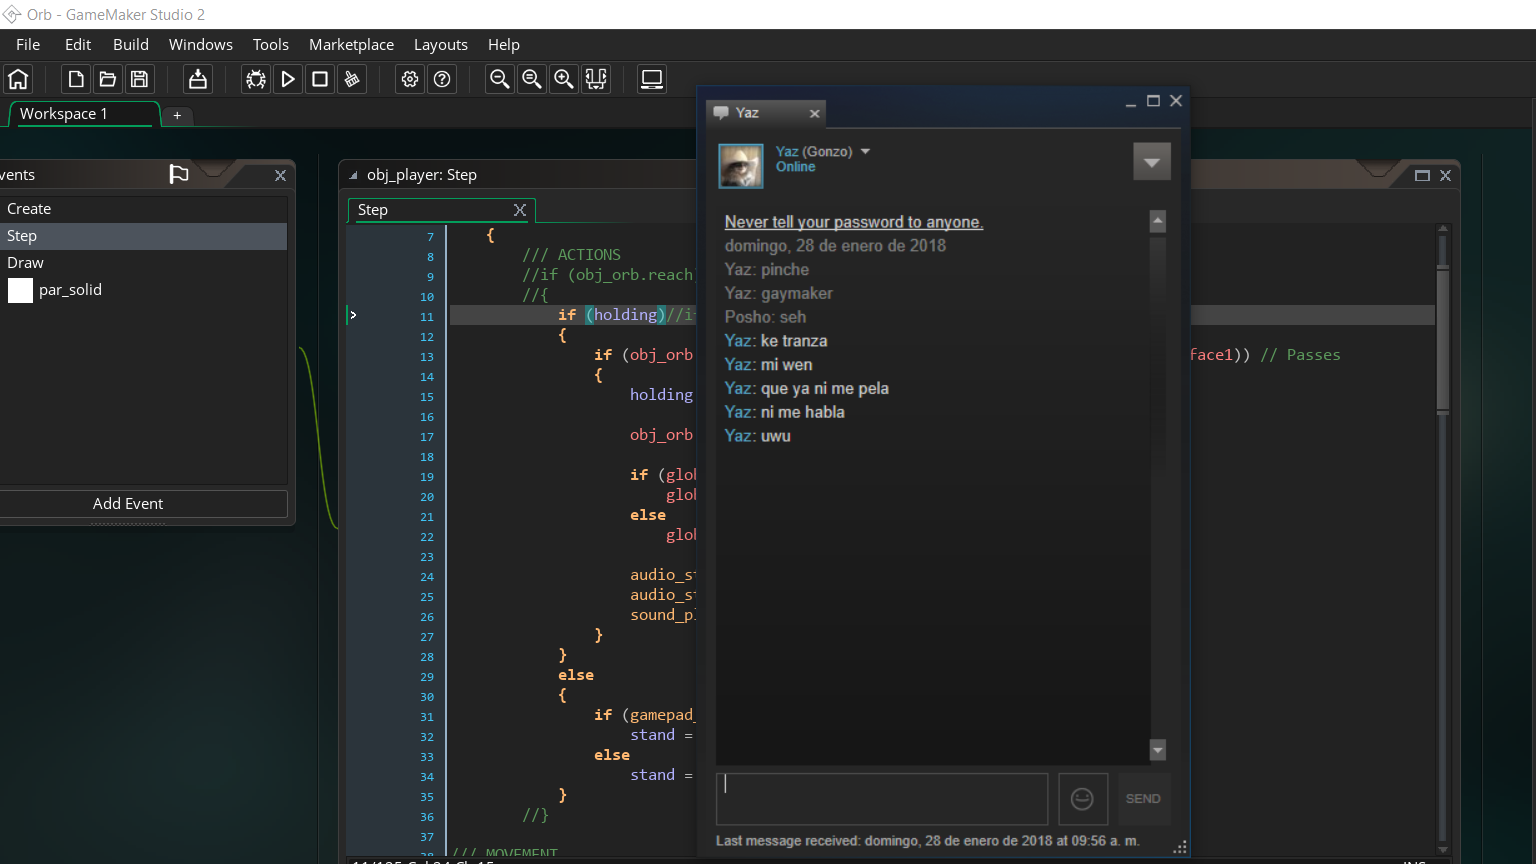 Orb - GameMaker Studio 2
File Edit Build Windows Tools Marketplace Layouts Help
Workspace 1 +
vents
Create
Step
Draw
par_solid
Add Event
obj_player: Step
Step
7 {
8 /// ACTIONS
9 //if (obj_orb.reach
10 //{
11 if (holding)//i
12 {
13 if (obj_orb face1)) // Passes
14 {
15 holding
16
17 obj_orb
18
19 if (glob
20 glob
21 else
22 glob
23
24 audio_s
25 audio_s
26 sound_pl
27 }
28 }
29 else
30 {
31 if (gamepad_
32 stand =
33 else
34 stand =
35 }
36 //}
37
38 /// MOVEMENT
Yaz
Yaz (Gonzo)
Online
Never tell your password to anyone.
domingo, 28 de enero de 2018
Yaz: pinche
Yaz: gaymaker
Posho: seh
Yaz: ke tranza
Yaz: mi wen
Yaz: que ya ni me pela
Yaz: ni me habla
Yaz: uwu
SEND
Last message received: domingo, 28 de enero de 2018 at 09:56 a. m.